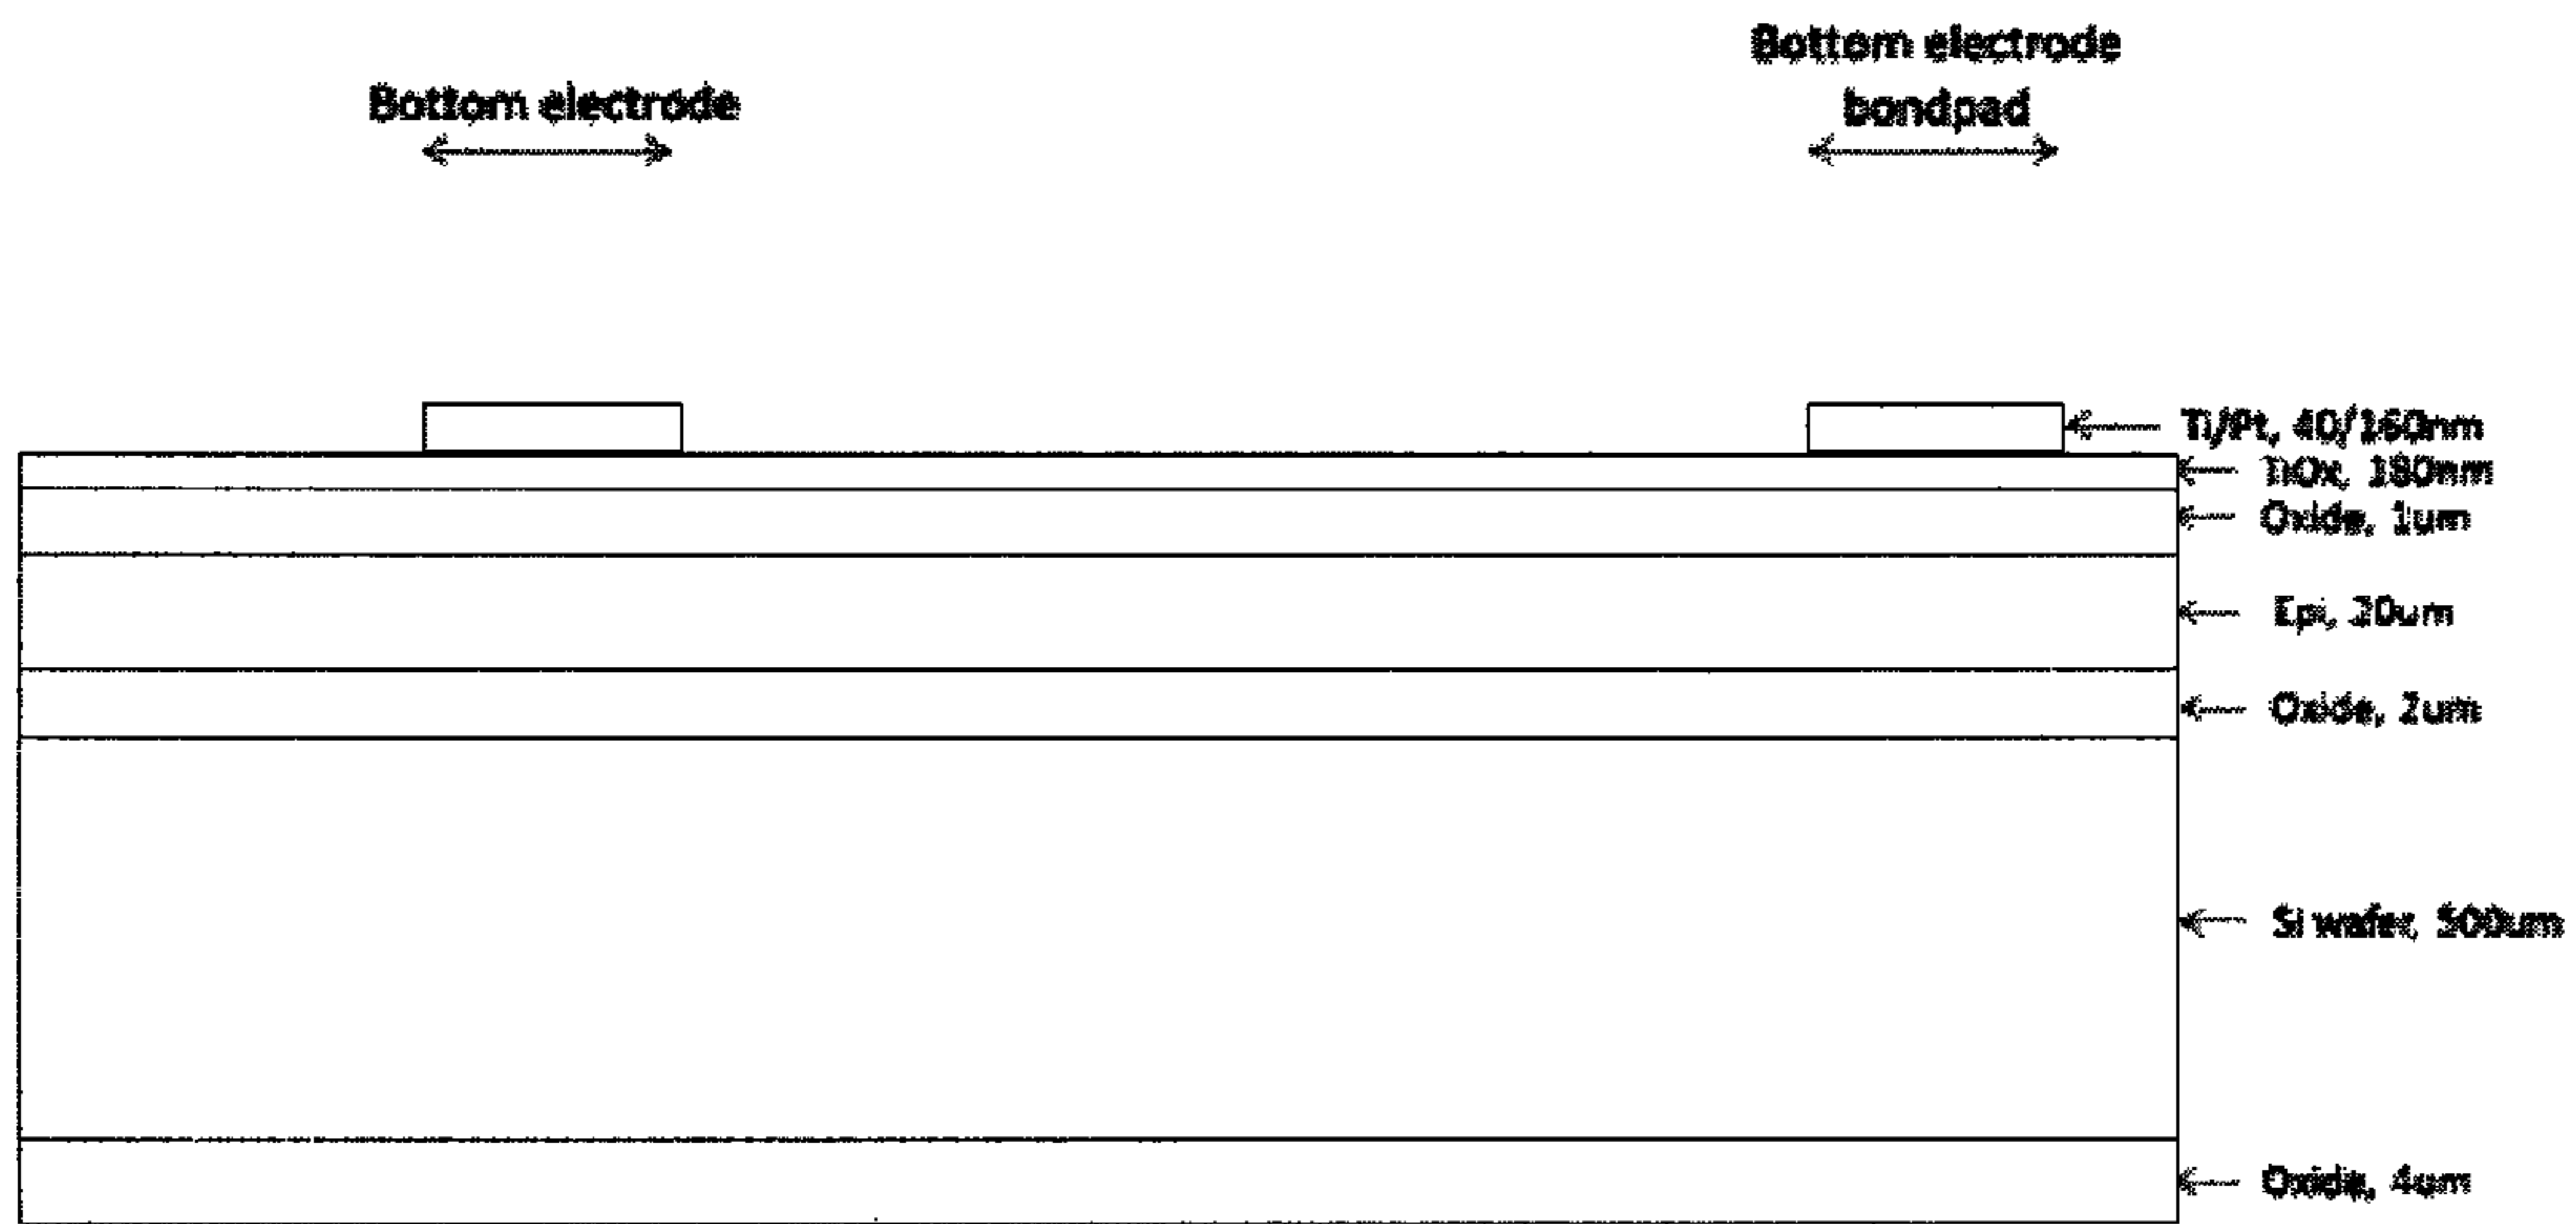 Bottom electrode
Bottom electrode
bondpad
Ti/Pt, 40/160nm
TiOx, 180nm
Oxide, 1um
Epi, 20um
Oxide, 2um
Si wafer, 500um
Oxide, 4um